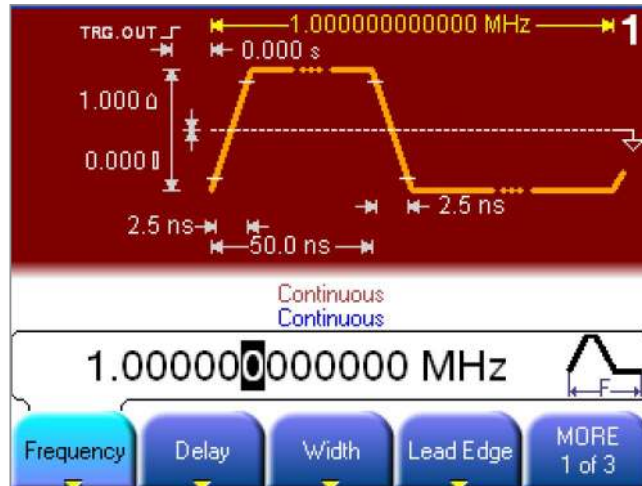 1.000000000000 MHz
1
TRG.OUT
0.000 s
1.000
0.000
2.5 ns
2.5 ns
50.0 ns
Continuous
Continuous
1.000000000000 MHz
F
Frequency
Delay
Width
Lead Edge
MORE
1 of 3